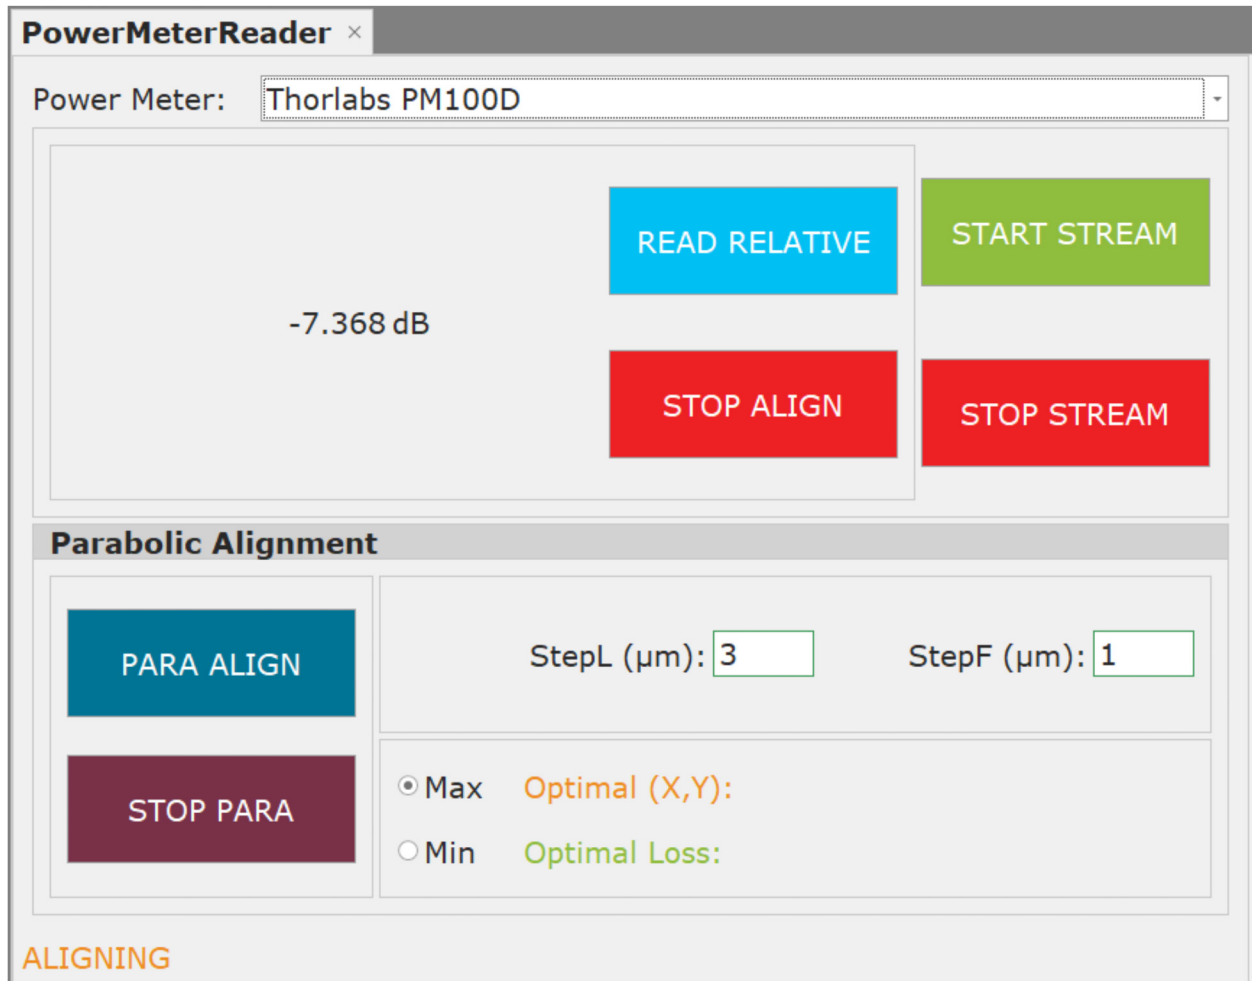 PowerMeterReader ×
Power Meter: Thorlabs PM100D
READ RELATIVE
START STREAM
-7.368 dB
STOP ALIGN
STOP STREAM
Parabolic Alignment
PARA ALIGN
StepL (μm): 3
StepF (μm): 1
STOP PARA
Max
Optimal (X,Y):
Min
Optimal Loss:
ALIGNING